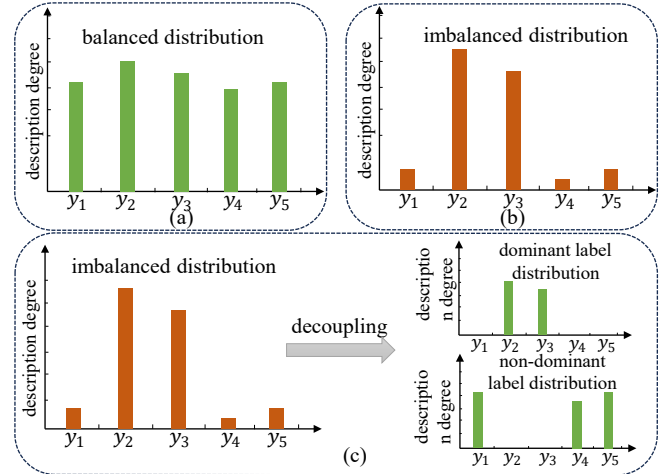 balanced distribution
description degree
y₁ y₂ y₃ y₄ y₅
(a)
imbalanced distribution
description degree
y₁ y₂ y₃ y₄ y₅
(b)
imbalanced distribution
description degree
y₁ y₂ y₃ y₄ y₅
decoupling
dominant label
distribution
descriptio
n degree
y₁ y₂ y₃ y₄ y₅
non-dominant
label distribution
descriptio
n degree
y₁ y₂ y₃ y₄ y₅
(c)